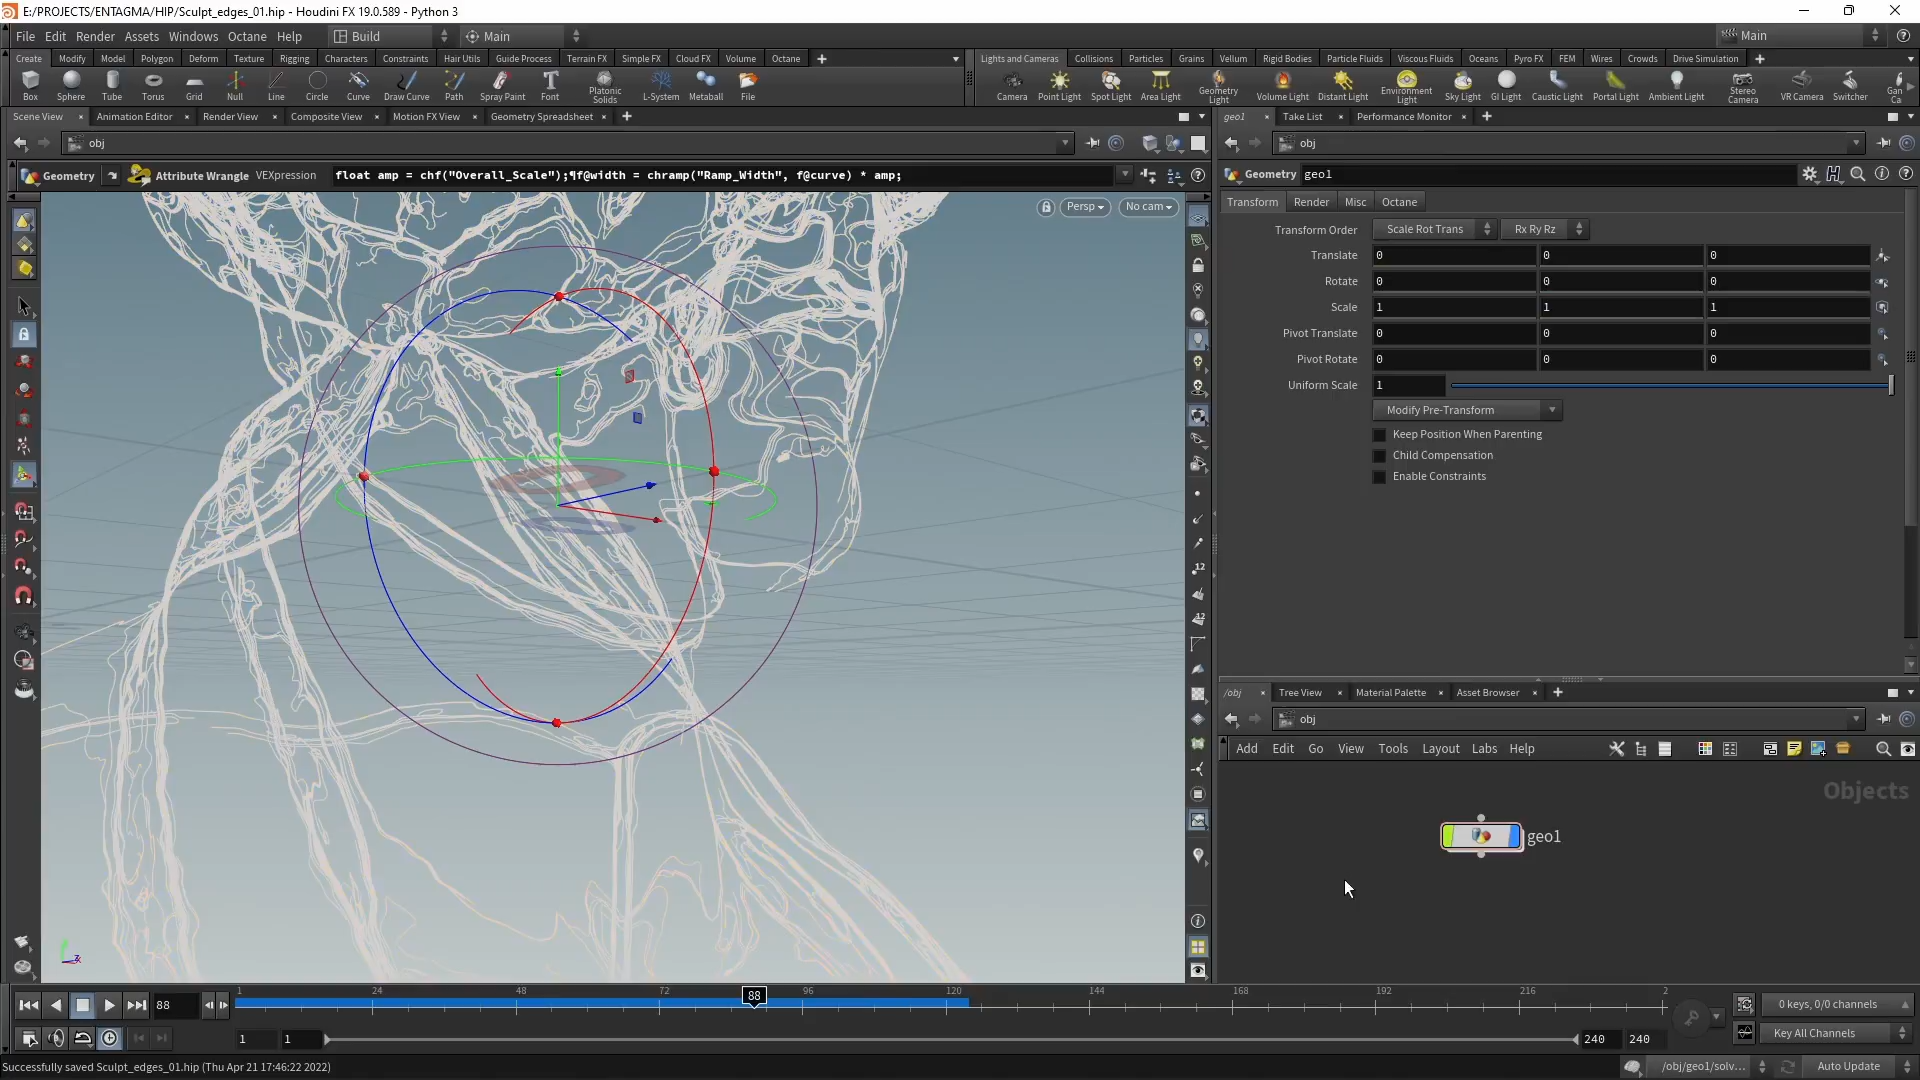 E:/PROJECTS/ENTAGMA/HIP/Sculpt_edges_01.hip - Houdini FX 19.0.589 - Python 3
File Edit Render Assets Windows Octane Help Build Main Main
Create Modify Model Polygon Deform Texture Rigging Characters Constraints Hair Utils Guide Process Terrain FX Simple FX Cloud FX Volume Octane
Lights and Cameras Collisions Particles Grains Vellum Rigid Bodies Particle Fluids Viscous Fluids Oceans Pyro FX FEM Wires Crowds Drive Simulation
Box Sphere Tube Torus Grid Null Line Circle Curve Draw Curve Path Spray Paint Font Platonic Solids L-System Metaball File
Camera Point Light Spot Light Area Light Geometry Light Volume Light Distant Light Environment Light Sky Light GI Light Caustic Light Portal Light Ambient Light Stereo Camera VR Camera Switcher Gan Ca
Scene View Animation Editor Render View Composite View Motion FX View Geometry Spreadsheet
geo1 Take List Performance Monitor
obj
obj
Geometry Attribute Wrangle VEXpression float amp = chf("Overall_Scale");¶f@width = chramp("Ramp_Width", f@curve) * amp;
Geometry geo1
Persp No cam
Transform Render Misc Octane
Transform Order Scale Rot Trans Rx Ry Rz
Translate 0 0 0
Rotate 0 0 0
Scale 1 1 1
Pivot Translate 0 0 0
Pivot Rotate 0 0 0
Uniform Scale 1
Modify Pre-Transform
Keep Position When Parenting
Child Compensation
Enable Constraints
12
12
/obj Tree View Material Palette Asset Browser
obj
Add Edit Go View Tools Layout Labs Help
Objects
geo1
88
1 24 48 72 88 96 120 144 168 192 216 2
0 keys, 0/0 channels
1 1 240 240
Key All Channels
Successfully saved Sculpt_edges_01.hip (Thu Apr 21 17:46:22 2022)
/obj/geo1/solv... Auto Update